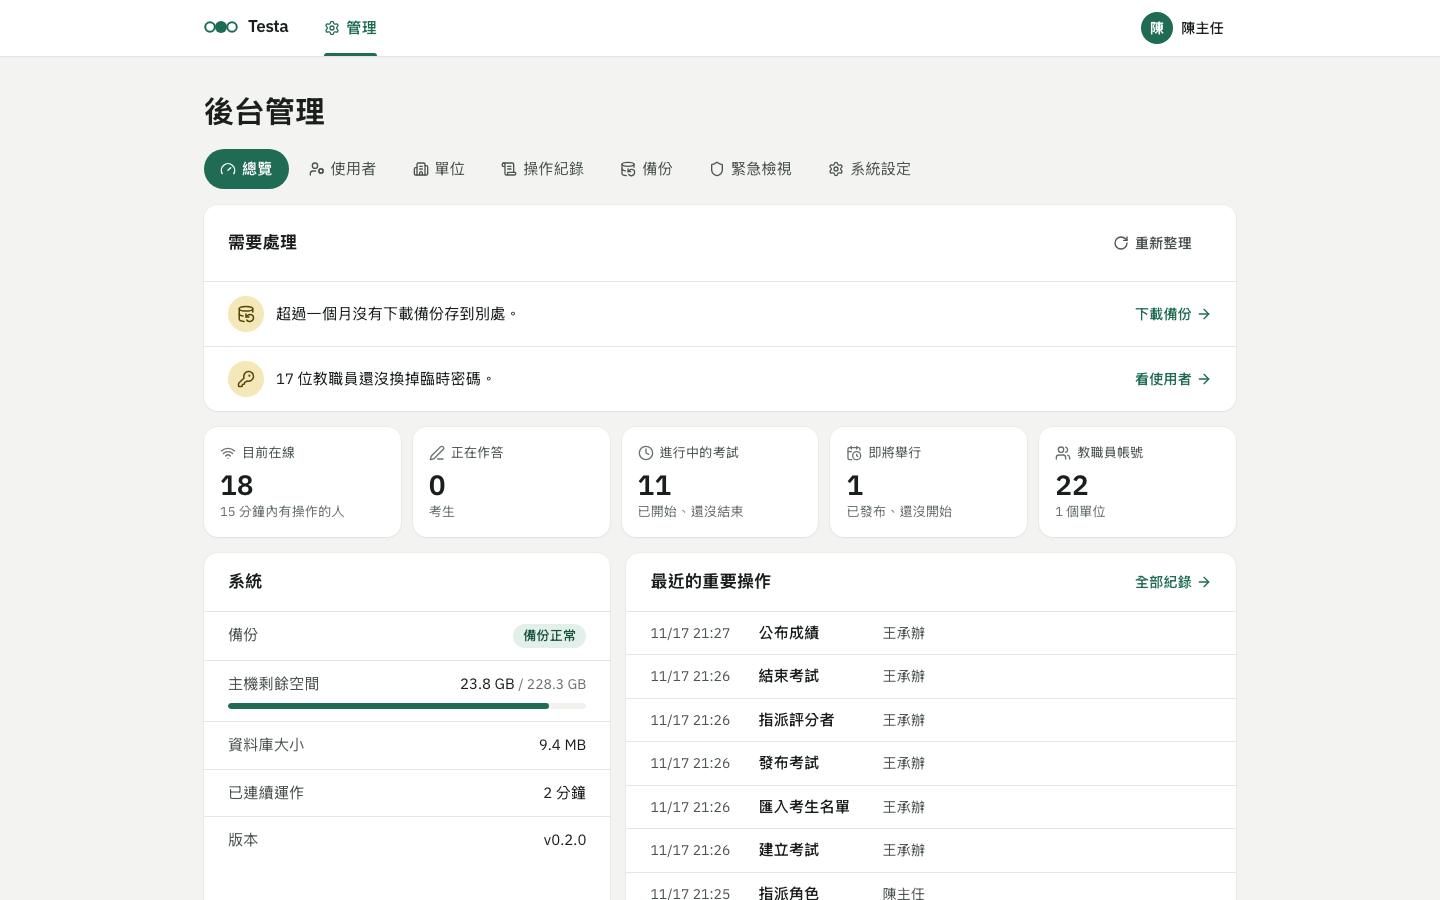 Testa
管理
陳
陳主任
後台管理
總覽
使用者
單位
操作紀錄
備份
緊急檢視
系統設定
需要處理
重新整理
超過一個月沒有下載備份存到別處。
下載備份
17 位教職員還沒換掉臨時密碼。
看使用者
目前在線
18
15 分鐘內有操作的人
正在作答
0
考生
進行中的考試
11
已開始、還沒結束
即將舉行
1
已發布、還沒開始
教職員帳號
22
1 個單位
系統
備份
備份正常
主機剩餘空間
23.8 GB / 228.3 GB
資料庫大小
9.4 MB
已連續運作
2 分鐘
版本
v0.2.0
最近的重要操作
全部紀錄
11/17 21:27 公布成績 王承辦
11/17 21:26 結束考試 王承辦
11/17 21:26 指派評分者 王承辦
11/17 21:26 發布考試 王承辦
11/17 21:26 匯入考生名單 王承辦
11/17 21:26 建立考試 王承辦
11/17 21:25 指派角色 陳主任